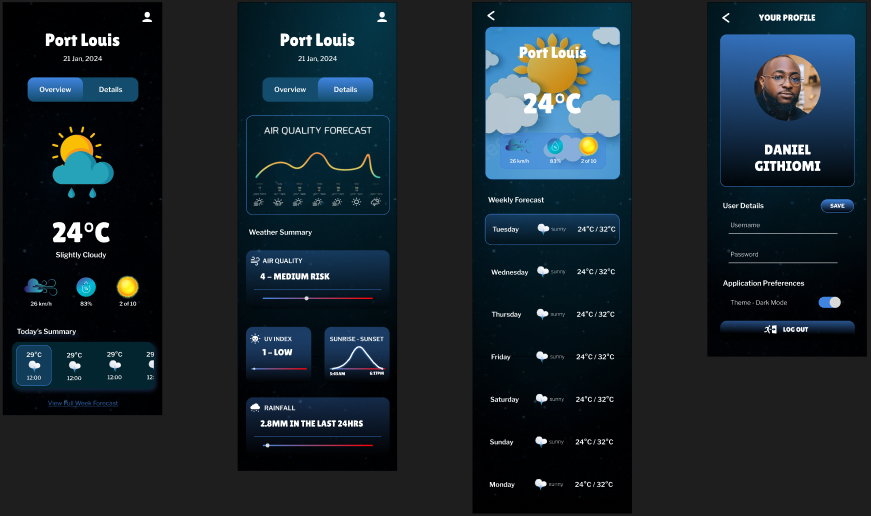 Port Louis
21 Jan, 2024
Overview
Details
24°C
Slightly Cloudy
26 km/h
83%
2 of 10
Today's Summary
29°C
29°C
29°C
29
12:00
12:00
12:00
12:
View Full Week Forecast
Port Louis
21 Jan, 2024
Overview
Details
AIR QUALITY FORECAST
Weather Summary
AIR QUALITY
4 – MEDIUM RISK
UV INDEX
1 – LOW
SUNRISE - SUNSET
RAINFALL
2.8MM IN THE LAST 24HRS
Port Louis
24°C
26 km/h
83%
2 of 10
Weekly Forecast
Tuesday sunny 24°C / 32°C
Wednesday sunny 24°C / 32°C
Thursday sunny 24°C / 32°C
Friday sunny 24°C / 32°C
Saturday sunny 24°C / 32°C
Sunday sunny 24°C / 32°C
Monday sunny 24°C / 32°C
YOUR PROFILE
DANIEL
GITHIOMI
User Details
SAVE
Username
Password
Application Preferences
Theme - Dark Mode
LOG OUT